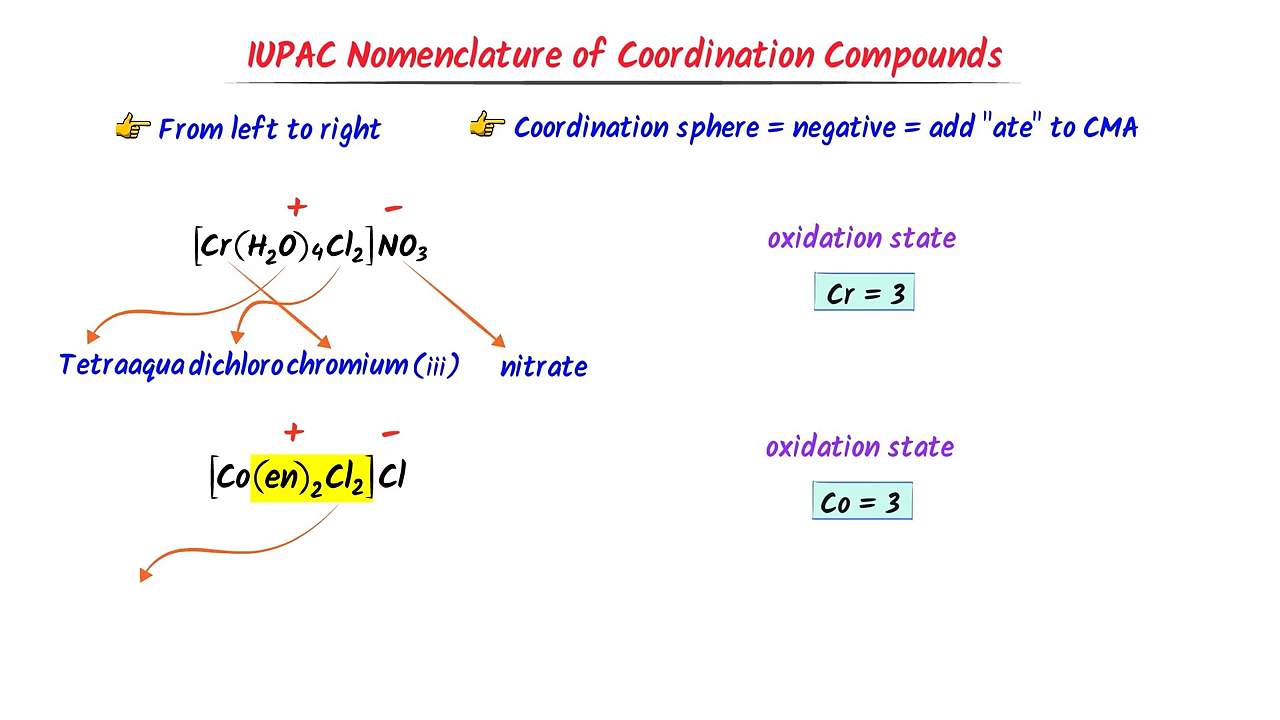 IUPAC Nomenclature of Coordination Compounds
👉 From left to right
👉 Coordination sphere = negative = add "ate" to CMA
+ −
[Cr(H₂O)₄Cl₂]NO₃
oxidation state
Cr = 3
Tetraaqua dichloro chromium (iii) nitrate
+ −
[Co(en)₂Cl₂]Cl
oxidation state
Co = 3